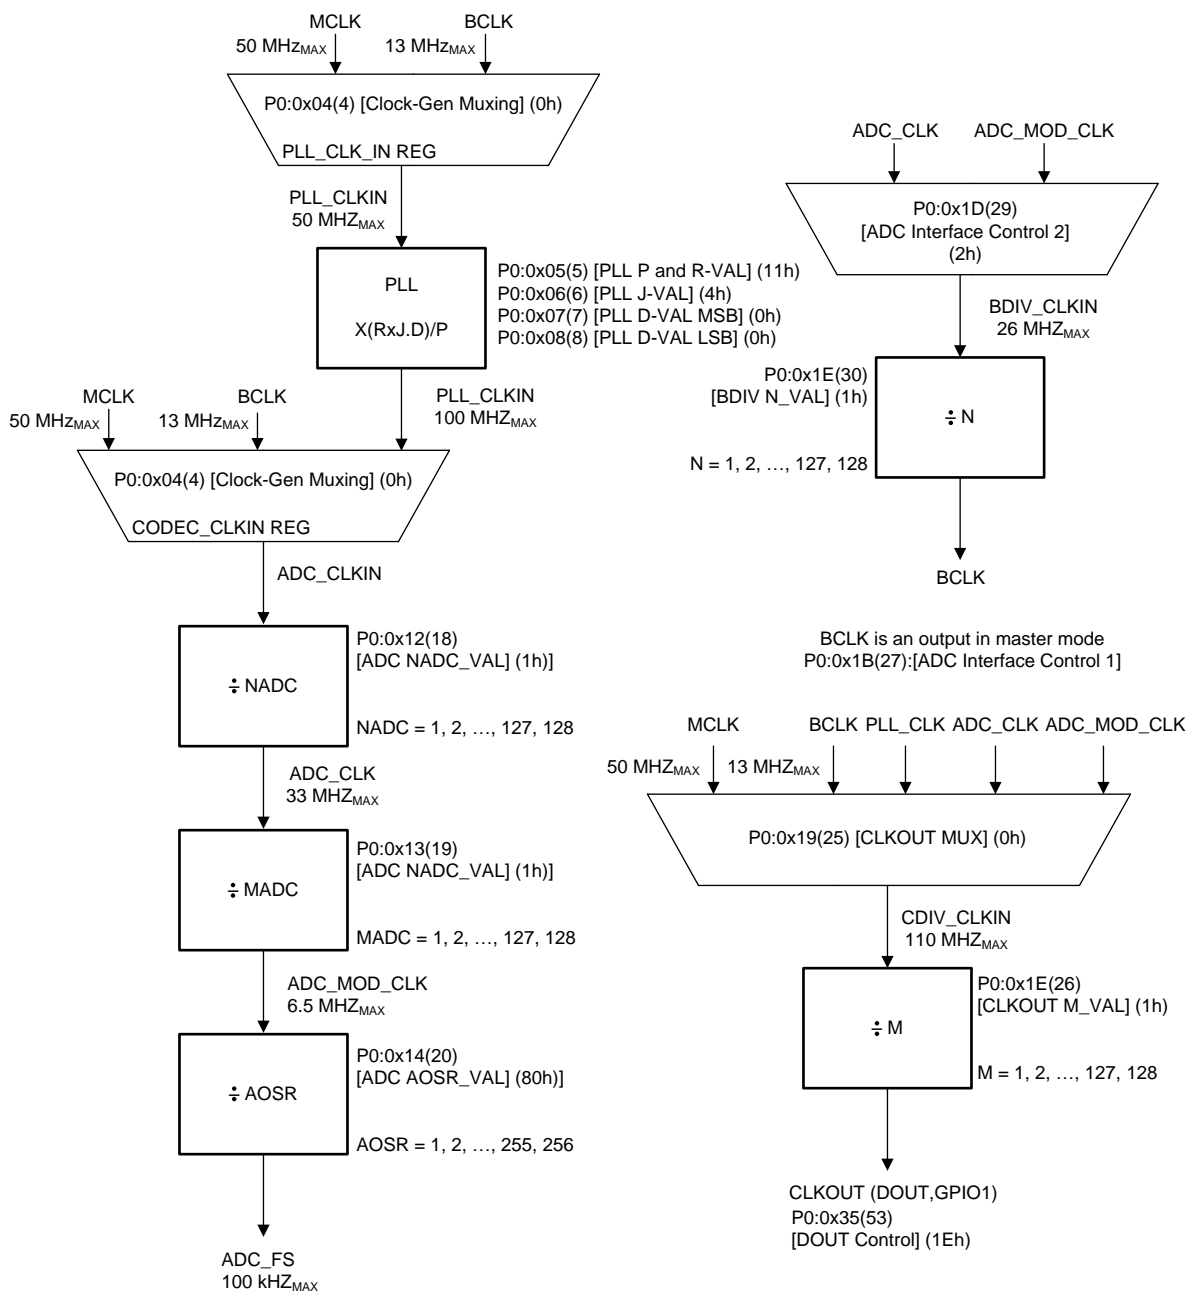 MCLK
50 MHzMAX
BCLK
13 MHzMAX
P0:0x04(4) [Clock-Gen Muxing] (0h)
PLL_CLK_IN REG
PLL_CLKIN
50 MHZMAX
PLL
X(RxJ.D)/P
P0:0x05(5) [PLL P and R-VAL] (11h)
P0:0x06(6) [PLL J-VAL] (4h)
P0:0x07(7) [PLL D-VAL MSB] (0h)
P0:0x08(8) [PLL D-VAL LSB] (0h)
MCLK
50 MHzMAX
BCLK
13 MHzMAX
PLL_CLKIN
100 MHZMAX
P0:0x04(4) [Clock-Gen Muxing] (0h)
CODEC_CLKIN REG
ADC_CLKIN
÷ NADC
P0:0x12(18)
[ADC NADC_VAL] (1h)]
NADC = 1, 2, …, 127, 128
ADC_CLK
33 MHZMAX
÷ MADC
P0:0x13(19)
[ADC NADC_VAL] (1h)]
MADC = 1, 2, …, 127, 128
ADC_MOD_CLK
6.5 MHZMAX
÷ AOSR
P0:0x14(20)
[ADC AOSR_VAL] (80h)]
AOSR = 1, 2, …, 255, 256
ADC_FS
100 kHZMAX
ADC_CLK
ADC_MOD_CLK
P0:0x1D(29)
[ADC Interface Control 2]
(2h)
BDIV_CLKIN
26 MHZMAX
P0:0x1E(30)
[BDIV N_VAL] (1h)
÷ N
N = 1, 2, …, 127, 128
BCLK
BCLK is an output in master mode
P0:0x1B(27):[ADC Interface Control 1]
MCLK
50 MHZMAX
BCLK
13 MHZMAX
PLL_CLK
ADC_CLK
ADC_MOD_CLK
P0:0x19(25) [CLKOUT MUX] (0h)
CDIV_CLKIN
110 MHZMAX
÷ M
P0:0x1E(26)
[CLKOUT M_VAL] (1h)
M = 1, 2, …, 127, 128
CLKOUT (DOUT,GPIO1)
P0:0x35(53)
[DOUT Control] (1Eh)